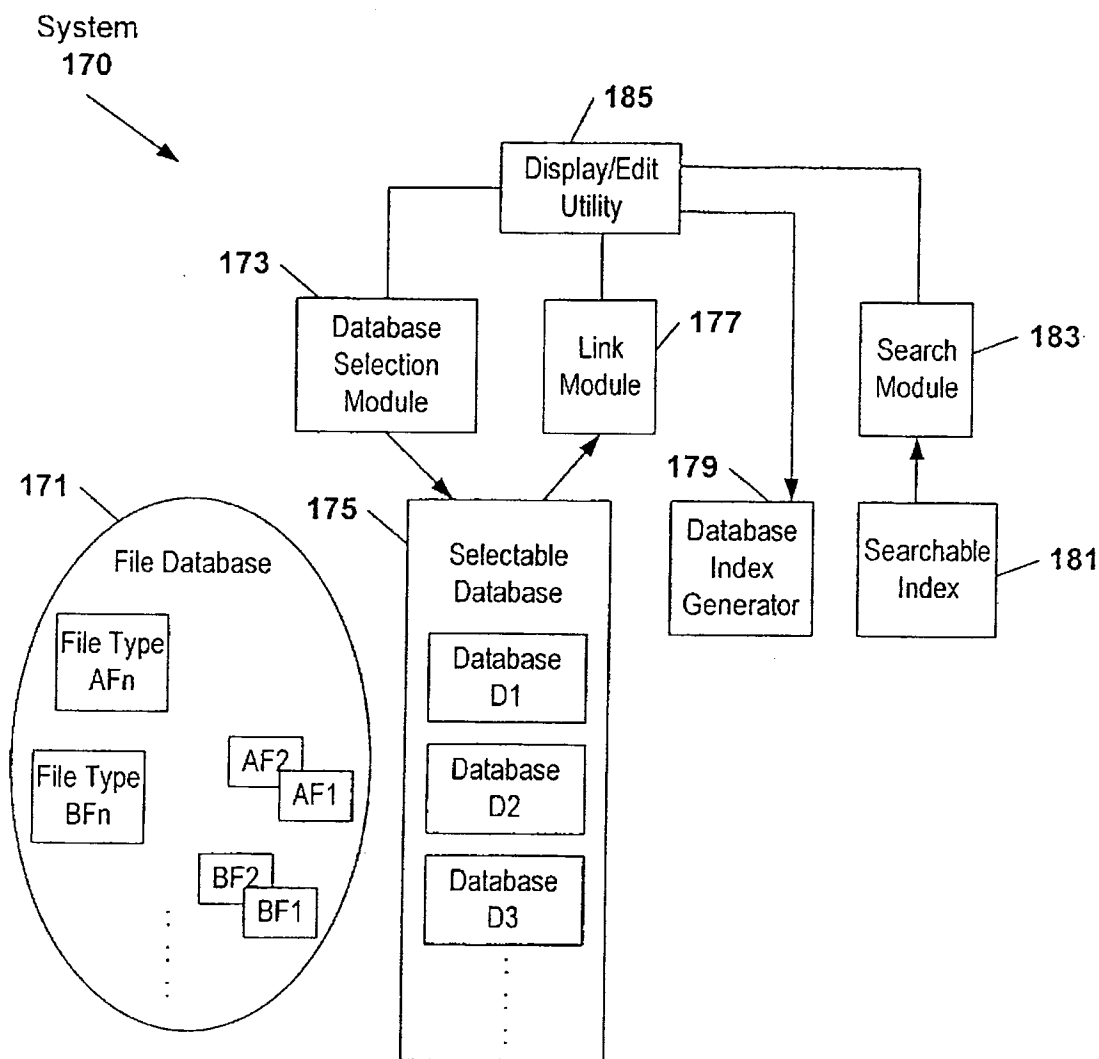 System
170
185
Display/Edit
Utility
173
Database
Selection
Module
177
Link
Module
183
Search
Module
171
File Database
File Type
AFn
File Type
BFn
AF2
AF1
BF2
BF1
175
Selectable
Database
Database
D1
Database
D2
Database
D3
179
Database
Index
Generator
Searchable
Index
181